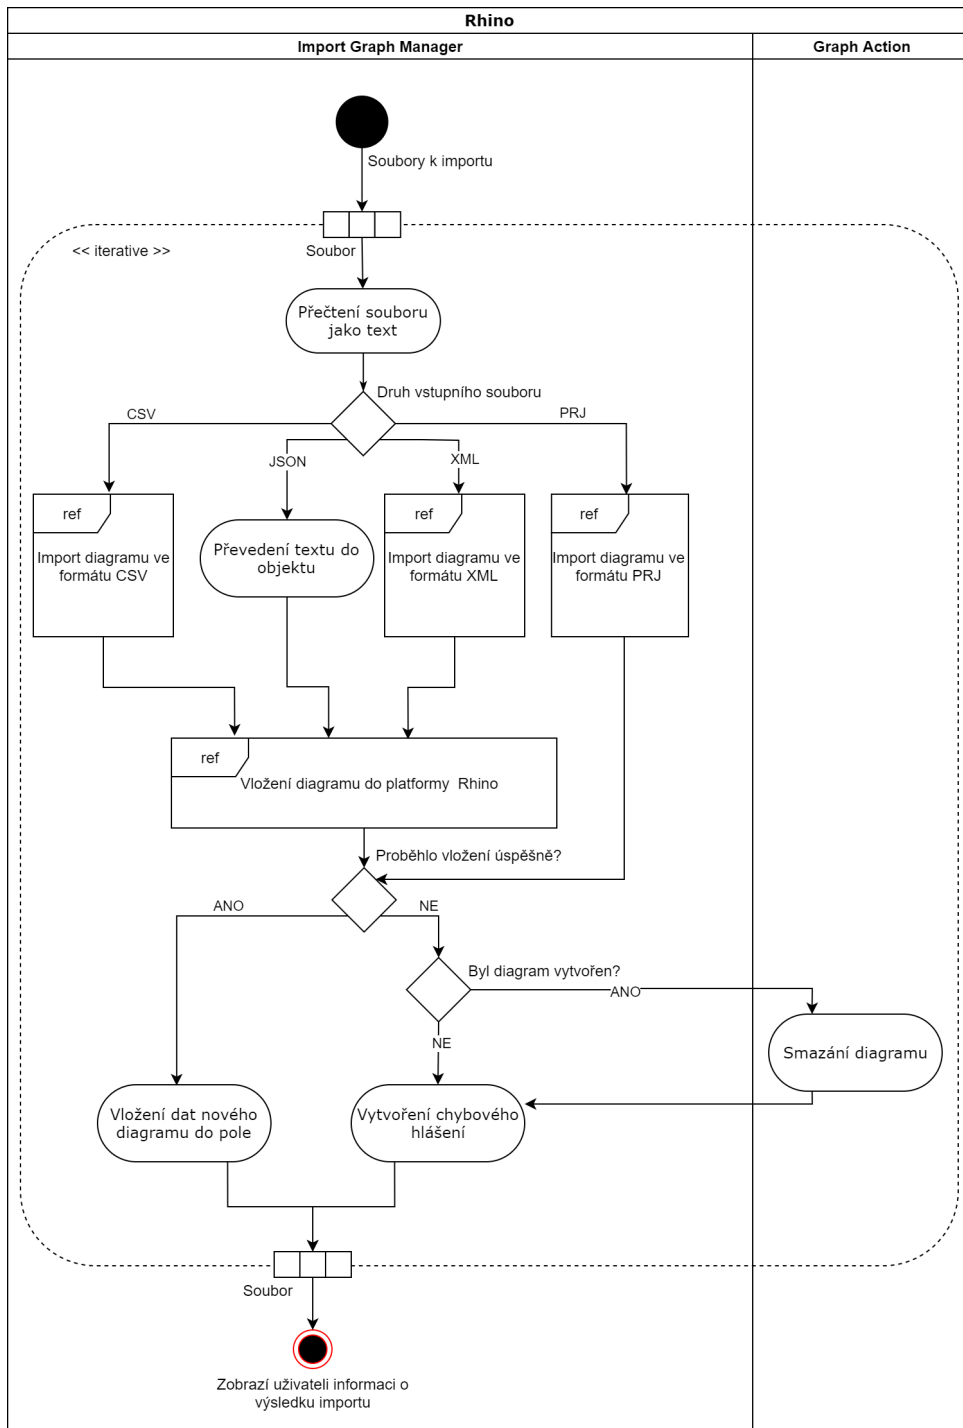 Rhino
Import Graph Manager
Graph Action
Soubory k importu
<< iterative >>
Soubor
Přečtení souboru
jako text
Druh vstupního souboru
CSV
PRJ
JSON
XML
ref
Import diagramu ve
formátu CSV
Převedení textu do
objektu
ref
Import diagramu ve
formátu XML
ref
Import diagramu ve
formátu PRJ
ref
Vložení diagramu do platformy Rhino
Proběhlo vložení úspěšně?
ANO
NE
Byl diagram vytvořen?
ANO
NE
Smazání diagramu
Vložení dat nového
diagramu do pole
Vytvoření chybového
hlášení
Soubor
Zobrazí uživateli informaci o
výsledku importu